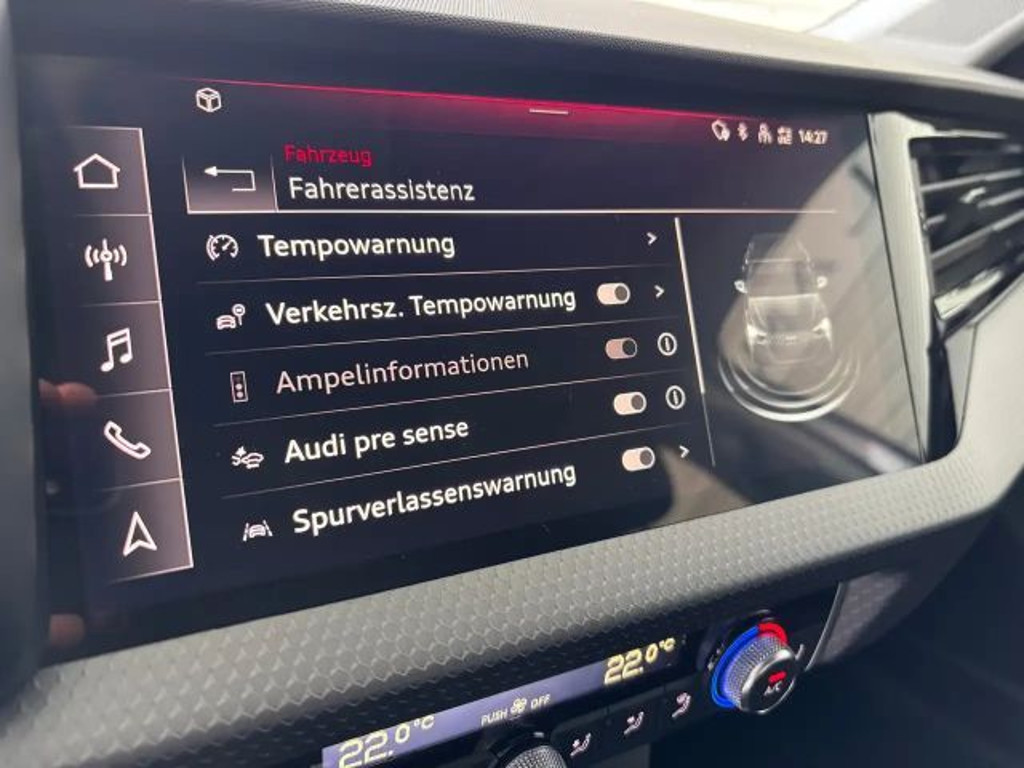 14:27
Fahrzeug
Fahrerassistenz
Tempowarnung
Verkehrsz. Tempowarnung
Ampelinformationen
Audi pre sense
Spurverlassenswarnung
22.0°C
PUSH OFF
22.0°C
A/C